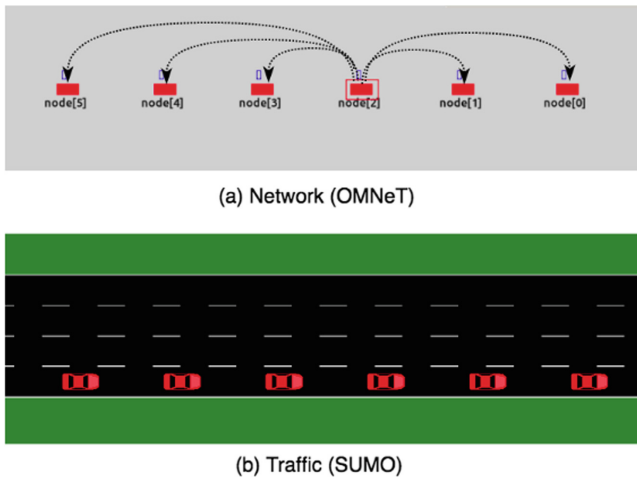 node[5] node[4] node[3] node[2] node[1] node[0]
(a) Network (OMNeT)
(b) Traffic (SUMO)